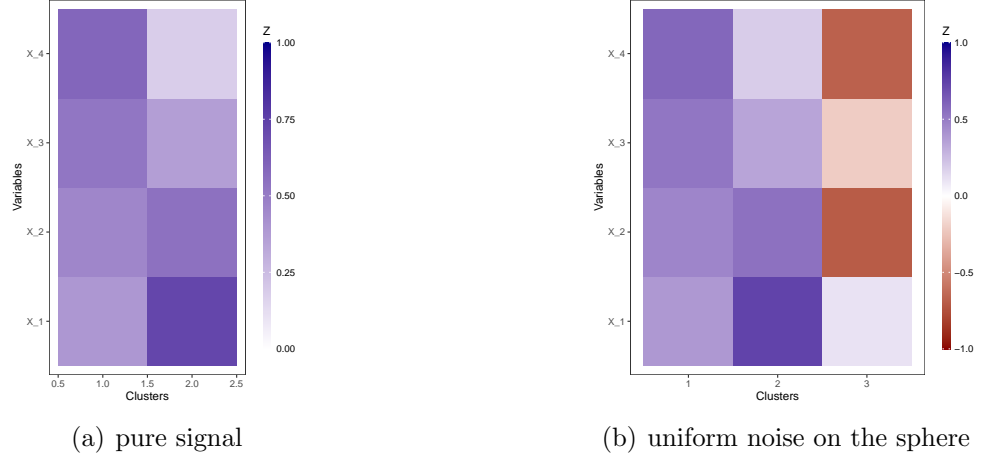 Z
1.00
0.75
0.50
0.25
0.00
X_4
X_3
X_2
X_1
Variables
0.5 1.0 1.5 2.0 2.5
Clusters
(a) pure signal
Z
1.0
0.5
0.0
−0.5
−1.0
X_4
X_3
X_2
X_1
Variables
1 2 3
Clusters
(b) uniform noise on the sphere